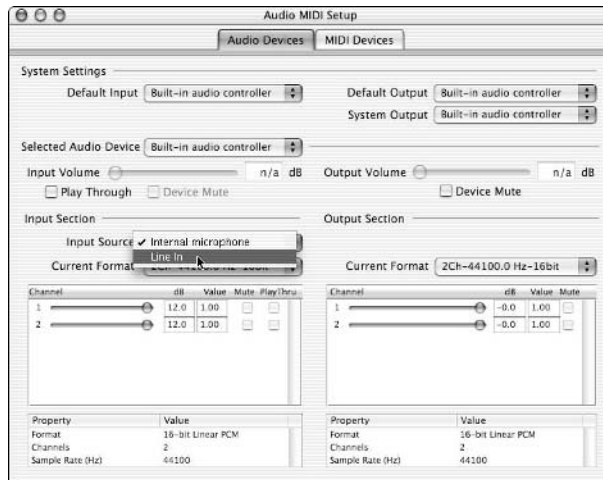 Audio MIDI Setup
Audio Devices MIDI Devices
System Settings
Default Input Built-in audio controller Default Output Built-in audio controller
System Output Built-in audio controller
Selected Audio Device Built-in audio controller
Input Volume n/a dB Output Volume n/a dB
Play Through Device Mute Device Mute
Input Section Output Section
Input Source ✓ Internal microphone
Line In
Current Format 2Ch-44100.0 Hz-16bit Current Format 2Ch-44100.0 Hz-16bit
Channel dB Value Mute PlayThru Channel dB Value Mute
1 12.0 1.00 1 -0.0 1.00
2 12.0 1.00 2 -0.0 1.00
Property Value Property Value
Format 16-bit Linear PCM Format 16-bit Linear PCM
Channels 2 Channels 2
Sample Rate (Hz) 44100 Sample Rate (Hz) 44100